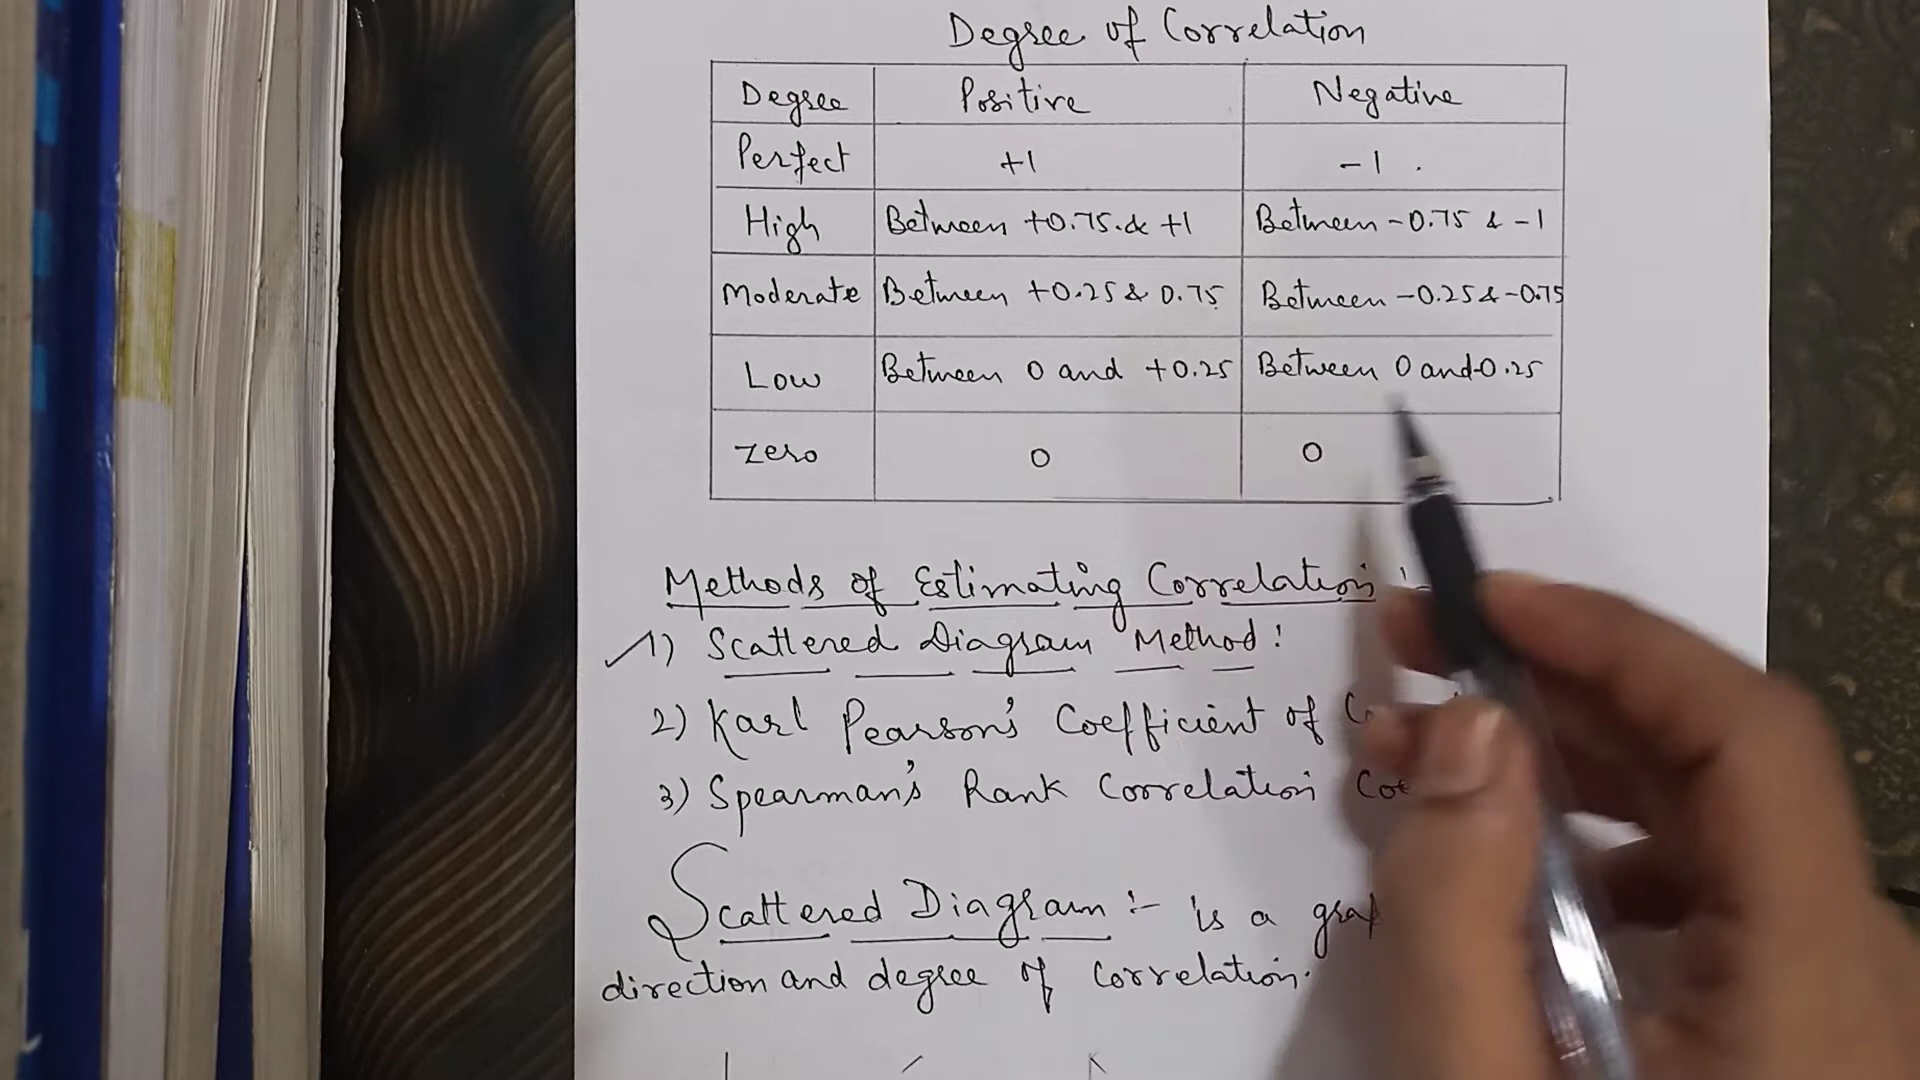 Degree of Correlation
Degree Positive Negative
Perfect +1 -1 .
High Between +0.75.& +1 Between -0.75 & -1
Moderate Between +0.25 & 0.75 Between -0.25 & -0.75
Low Between 0 and +0.25 Between 0 and -0.25
Zero 0 0
Methods of Estimating Correlation :-
1) Scattered Diagram Method :
2) Karl Pearson's Coefficient of
3) Spearman's Rank Correlation
Scattered Diagram :- is a
direction and degree of Correlation.